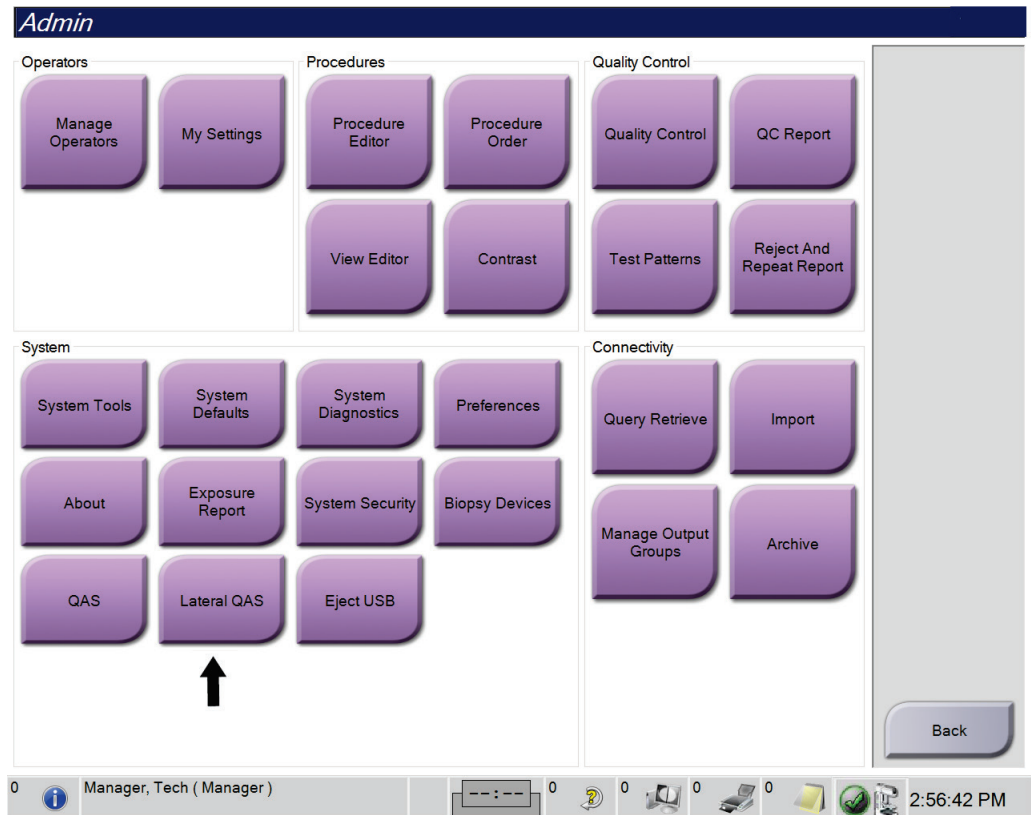 Admin
Operators
Manage
Operators
My Settings
Procedures
Procedure
Editor
Procedure
Order
View Editor
Contrast
Quality Control
Quality Control
QC Report
Test Patterns
Reject And
Repeat Report
System
System Tools
System
Defaults
System
Diagnostics
Preferences
About
Exposure
Report
System Security
Biopsy Devices
QAS
Lateral QAS
Eject USB
Connectivity
Query Retrieve
Import
Manage Output
Groups
Archive
Back
0
Manager, Tech ( Manager )
--:--
0
0
0
0
2:56:42 PM